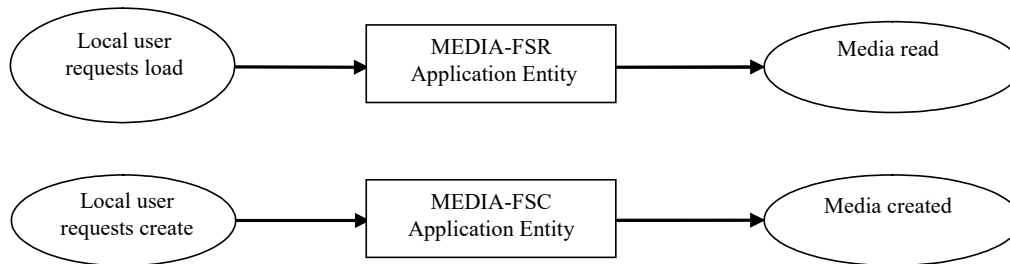 Local user
requests load
MEDIA-FSR
Application Entity
Media read
Local user
requests create
MEDIA-FSC
Application Entity
Media created